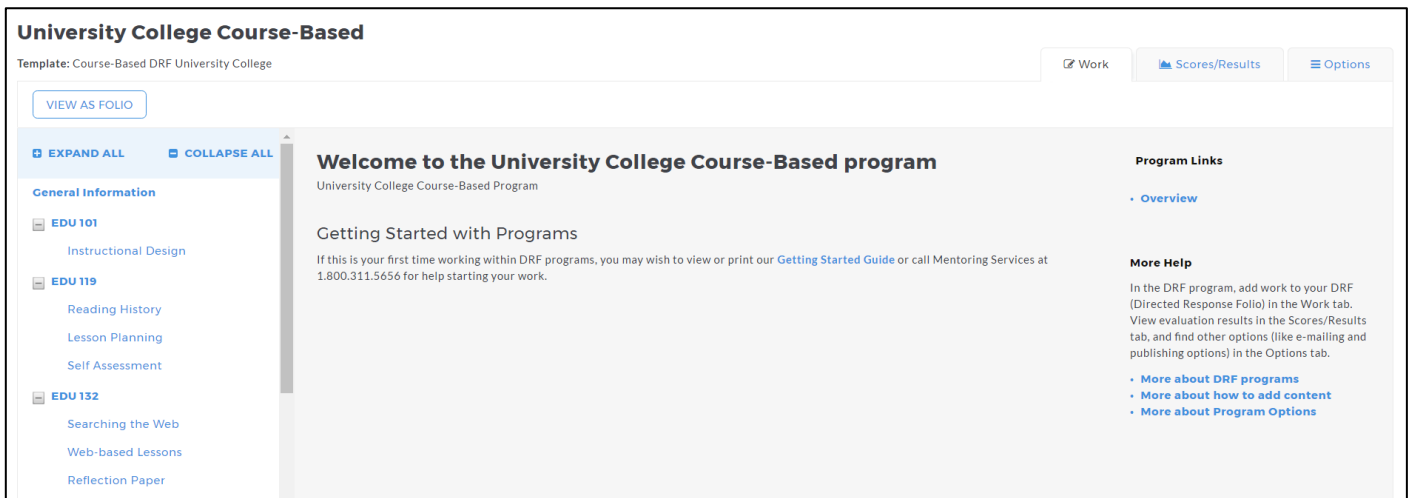 University College Course-Based
Template: Course-Based DRF University College
Work
Scores/Results
Options
VIEW AS FOLIO
EXPAND ALL
COLLAPSE ALL
General Information
EDU 101
Instructional Design
EDU 119
Reading History
Lesson Planning
Self Assessment
EDU 132
Searching the Web
Web-based Lessons
Reflection Paper
Welcome to the University College Course-Based program
University College Course-Based Program
Getting Started with Programs
If this is your first time working within DRF programs, you may wish to view or print our Getting Started Guide or call Mentoring Services at
1.800.311.5656 for help starting your work.
Program Links
• Overview
More Help
In the DRF program, add work to your DRF
(Directed Response Folio) in the Work tab.
View evaluation results in the Scores/Results
tab, and find other options (like e-mailing and
publishing options) in the Options tab.
• More about DRF programs
• More about how to add content
• More about Program Options